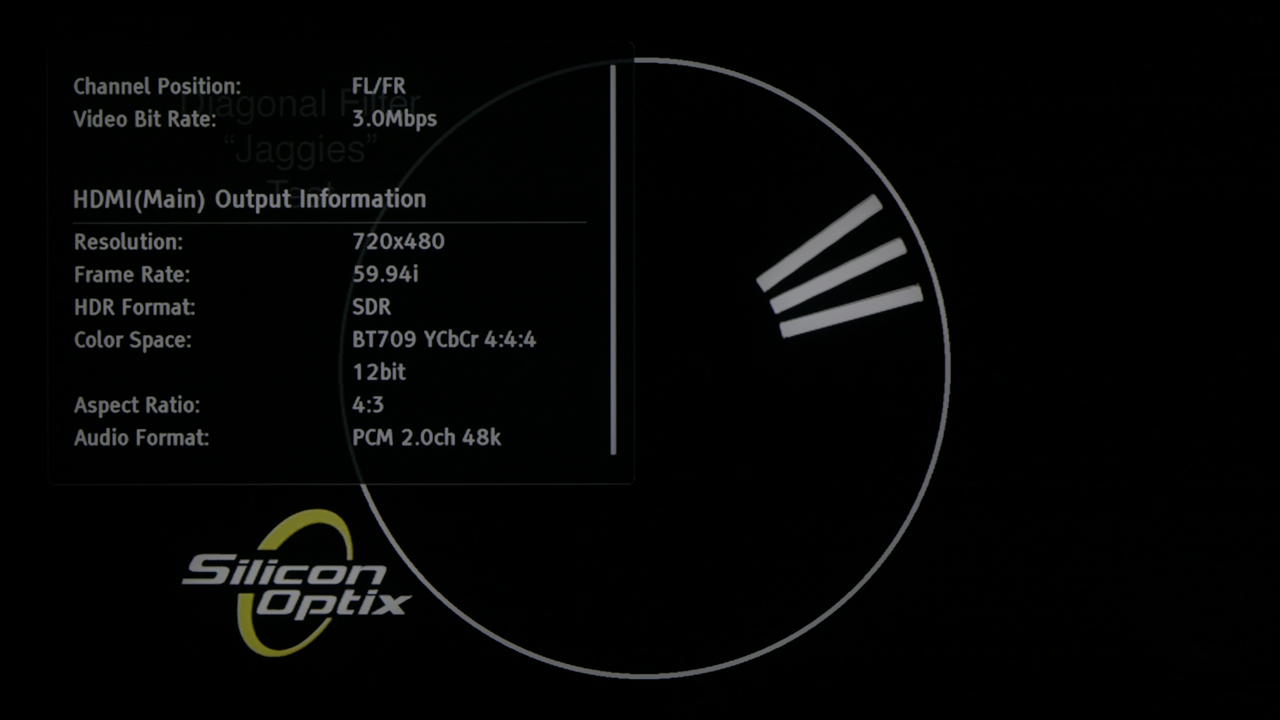 Channel Position: FL/FR
Diagonal Filter
Video Bit Rate: 3.0Mbps
“Jaggies”
Test
HDMI(Main) Output Information
Resolution: 720x480
Frame Rate: 59.94i
HDR Format: SDR
Color Space: BT709 YCbCr 4:4:4
12bit
Aspect Ratio: 4:3
Audio Format: PCM 2.0ch 48k
Silicon
Optix